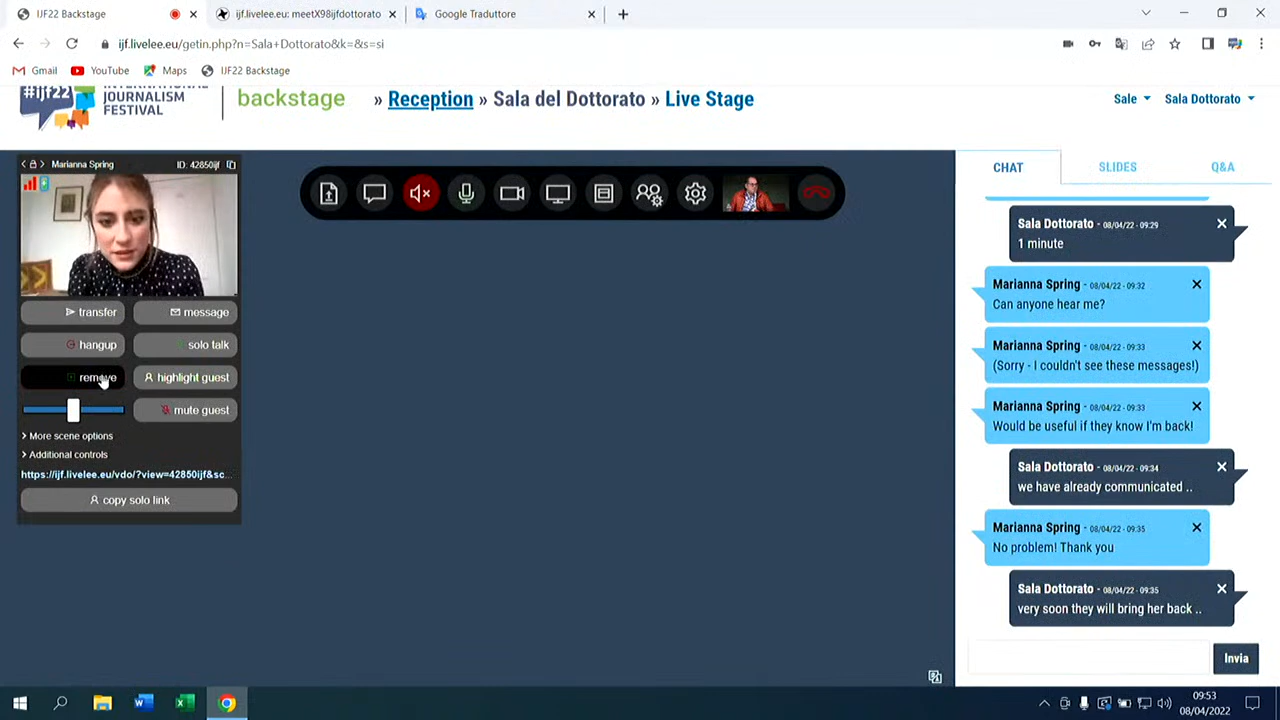 IJF22 Backstage
ijf.livelee.eu: meetX98ijfdottorato
Google Traduttore
ijf.livelee.eu/getin.php?n=Sala+Dottorato&k=&s=si
Gmail
YouTube
Maps
IJF22 Backstage
#ijf22
INTERNATIONAL
JOURNALISM
FESTIVAL
backstage
» Reception » Sala del Dottorato » Live Stage
Sale
Sala Dottorato
Marianna Spring
ID: 42850ijf
transfer
message
hangup
solo talk
remove
highlight guest
mute guest
More scene options
Additional controls
https://ijf.livelee.eu/vdo/?view=42850ijf&sc...
copy solo link
CHAT
SLIDES
Q&A
Sala Dottorato - 08/04/22 - 09:29
1 minute
Marianna Spring - 08/04/22 - 09:32
Can anyone hear me?
Marianna Spring - 08/04/22 - 09:33
(Sorry - I couldn't see these messages!)
Marianna Spring - 08/04/22 - 09:33
Would be useful if they know I'm back!
Sala Dottorato - 08/04/22 - 09:34
we have already communicated ..
Marianna Spring - 08/04/22 - 09:35
No problem! Thank you
Sala Dottorato - 08/04/22 - 09:35
very soon they will bring her back ..
Invia
09:53
08/04/2022